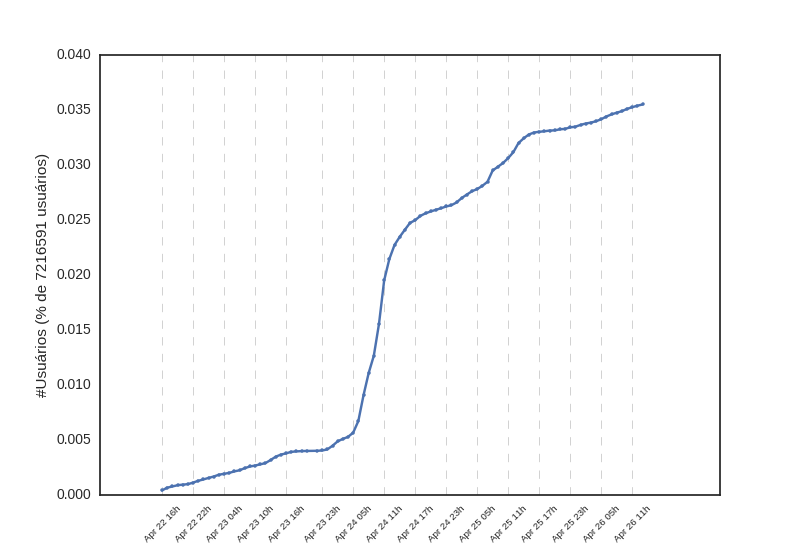 0.040
0.035
0.030
0.025
0.020
0.015
0.010
0.005
0.000
#Usuários (% de 7216591 usuários)
Apr 22 16h
Apr 22 22h
Apr 23 04h
Apr 23 10h
Apr 23 16h
Apr 23 23h
Apr 24 05h
Apr 24 11h
Apr 24 17h
Apr 24 23h
Apr 25 05h
Apr 25 11h
Apr 25 17h
Apr 25 23h
Apr 26 05h
Apr 26 11h